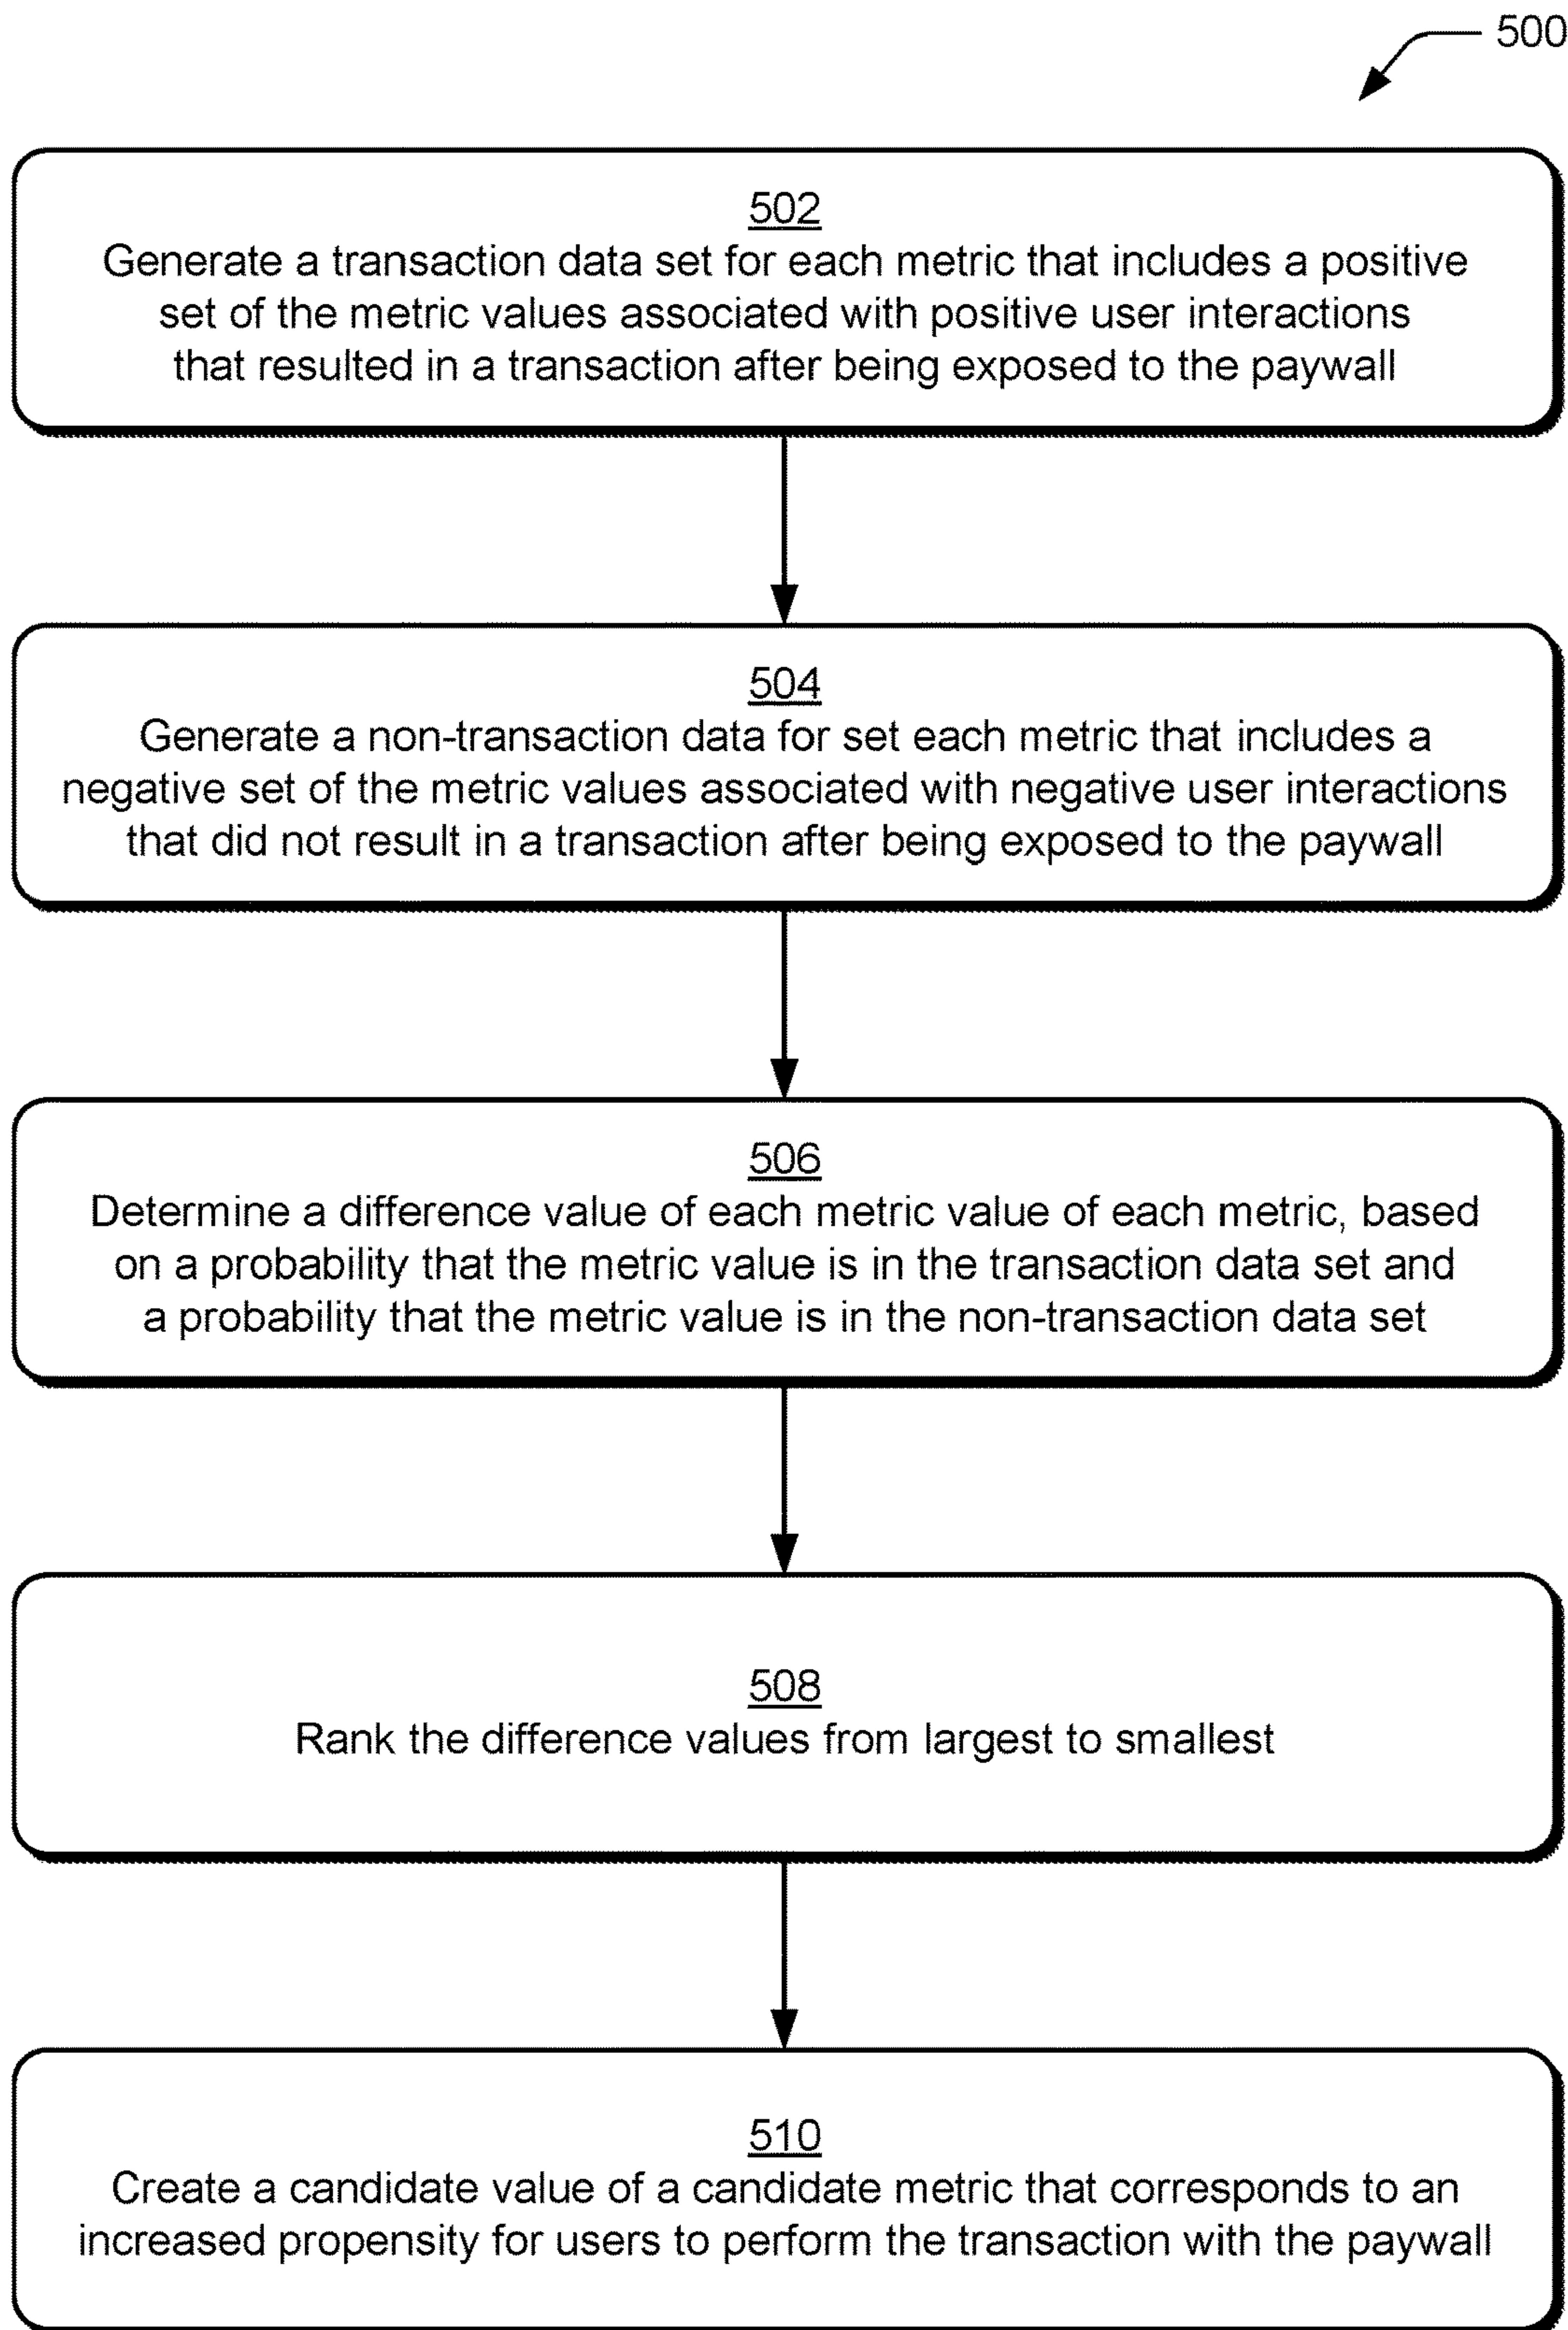 500
502
Generate a transaction data set for each metric that includes a positive
set of the metric values associated with positive user interactions
that resulted in a transaction after being exposed to the paywall
504
Generate a non-transaction data for set each metric that includes a
negative set of the metric values associated with negative user interactions
that did not result in a transaction after being exposed to the paywall
506
Determine a difference value of each metric value of each metric, based
on a probability that the metric value is in the transaction data set and
a probability that the metric value is in the non-transaction data set
508
Rank the difference values from largest to smallest
510
Create a candidate value of a candidate metric that corresponds to an
increased propensity for users to perform the transaction with the paywall